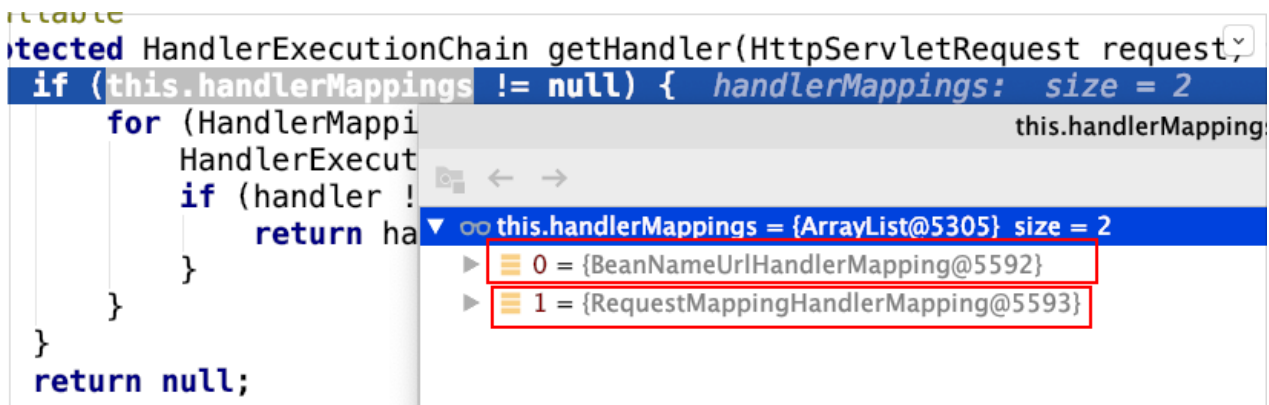 otected HandlerExecutionChain getHandler(HttpServletRequest request,
if (this.handlerMappings != null) { handlerMappings: size = 2
for (HandlerMappi
this.handlerMappings
HandlerExecut
if (handler !
return ha
this.handlerMappings = {ArrayList@5305} size = 2
0 = {BeanNameUrlHandlerMapping@5592}
}
1 = {RequestMappingHandlerMapping@5593}
}
}
return null;